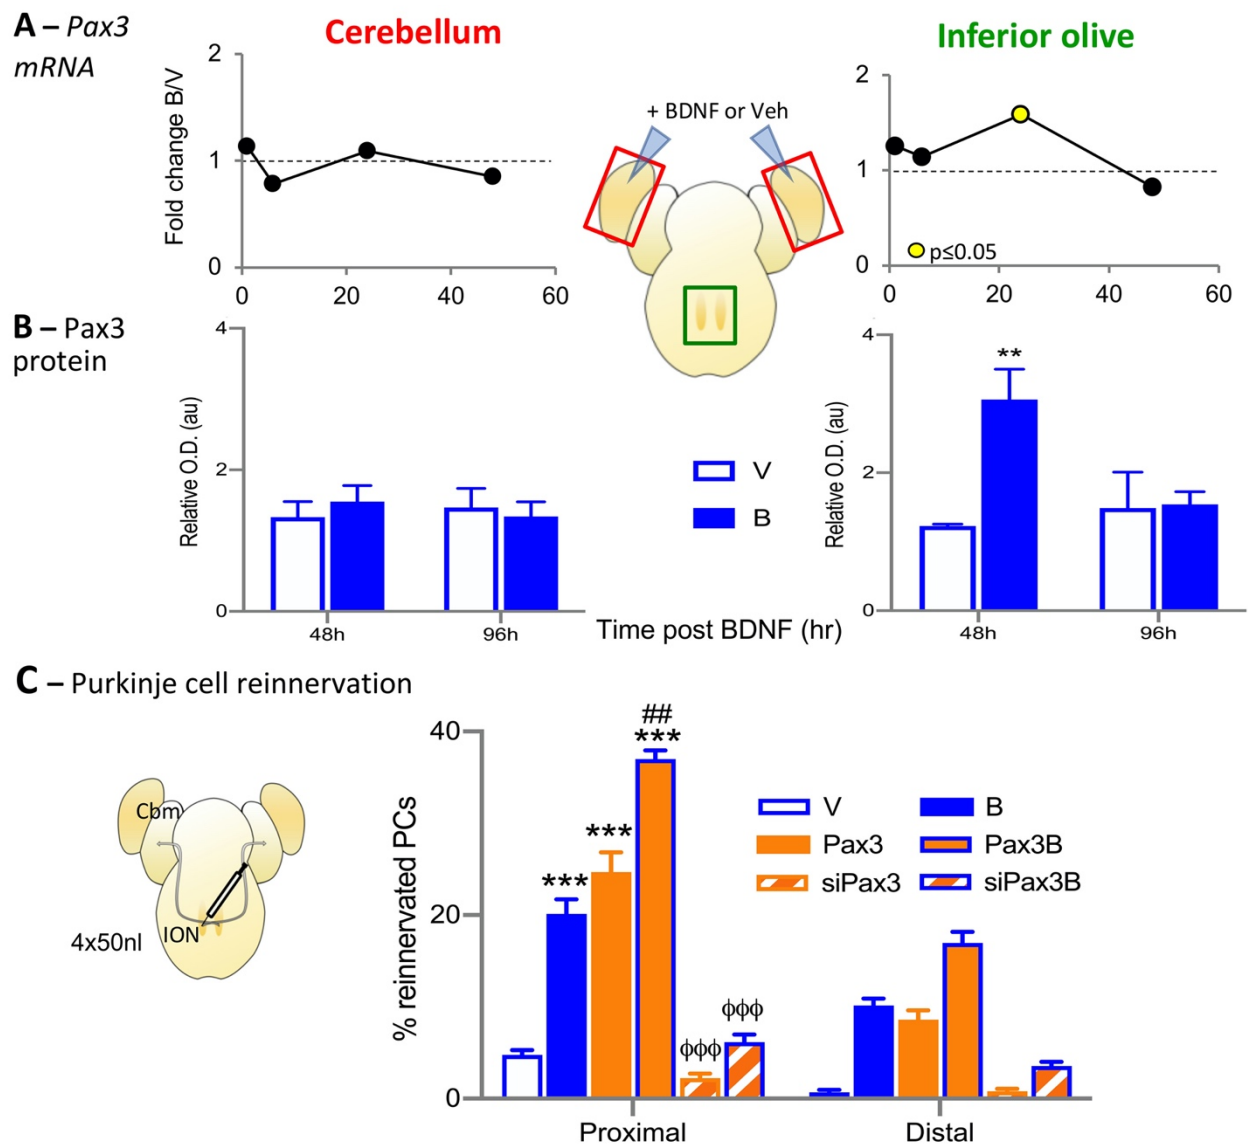 A – Pax3
mRNA
Cerebellum
Inferior olive
Fold change B/V
2
1
0
0 20 40 60
+ BDNF or Veh
2
1
0
p≤0.05
0 20 40 60
B – Pax3
protein
Relative O.D. (au)
4
2
0
48h 96h
V
B
Time post BDNF (hr)
Relative O.D. (au)
4
2
0
**
48h 96h
C – Purkinje cell reinnervation
Cbm
ION
4x50nl
% reinnervated PCs
40
20
0
***
***
##
***
ϕϕϕ
ϕϕϕ
V B
Pax3 Pax3B
siPax3 siPax3B
Proximal Distal